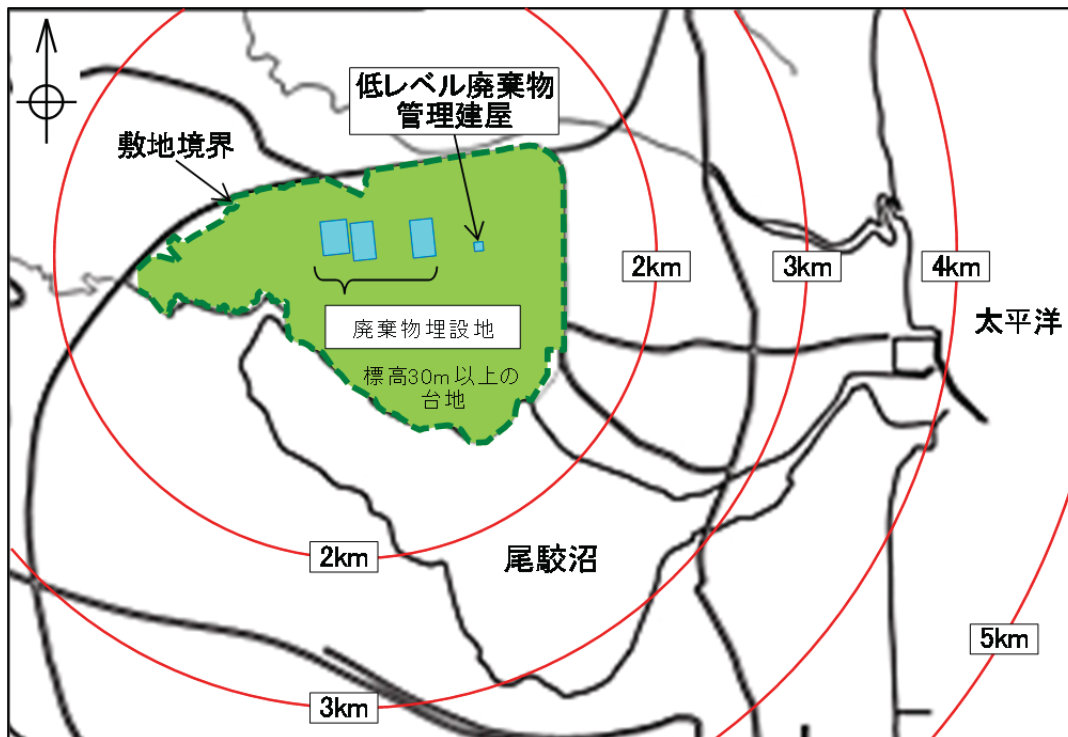 低レベル廃棄物
管理建屋
敷地境界
2km
3km
4km
太平洋
廃棄物埋設地
標高30m以上の
台地
2km
尾駮沼
5km
3km